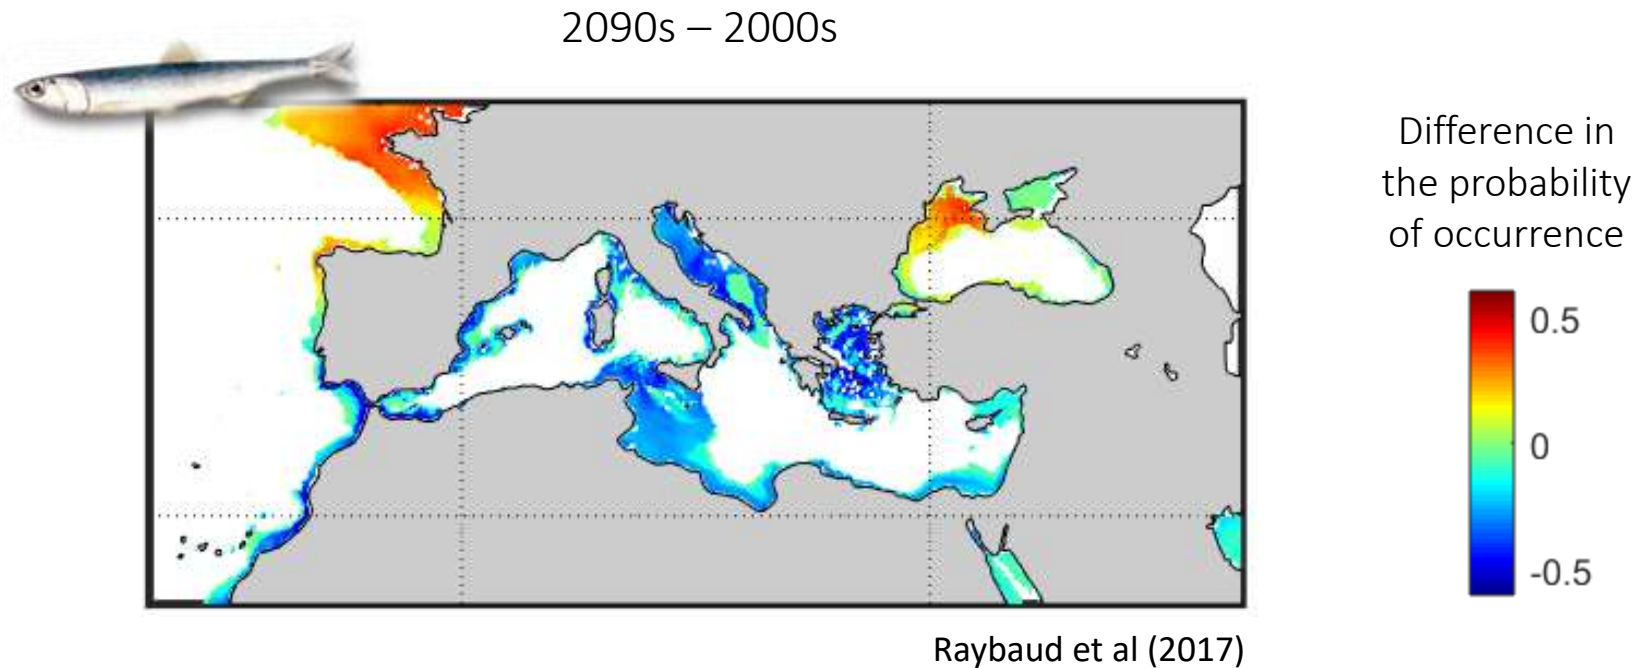 2090s – 2000s
Difference in
the probability
of occurrence
0.5
0
-0.5
Raybaud et al (2017)